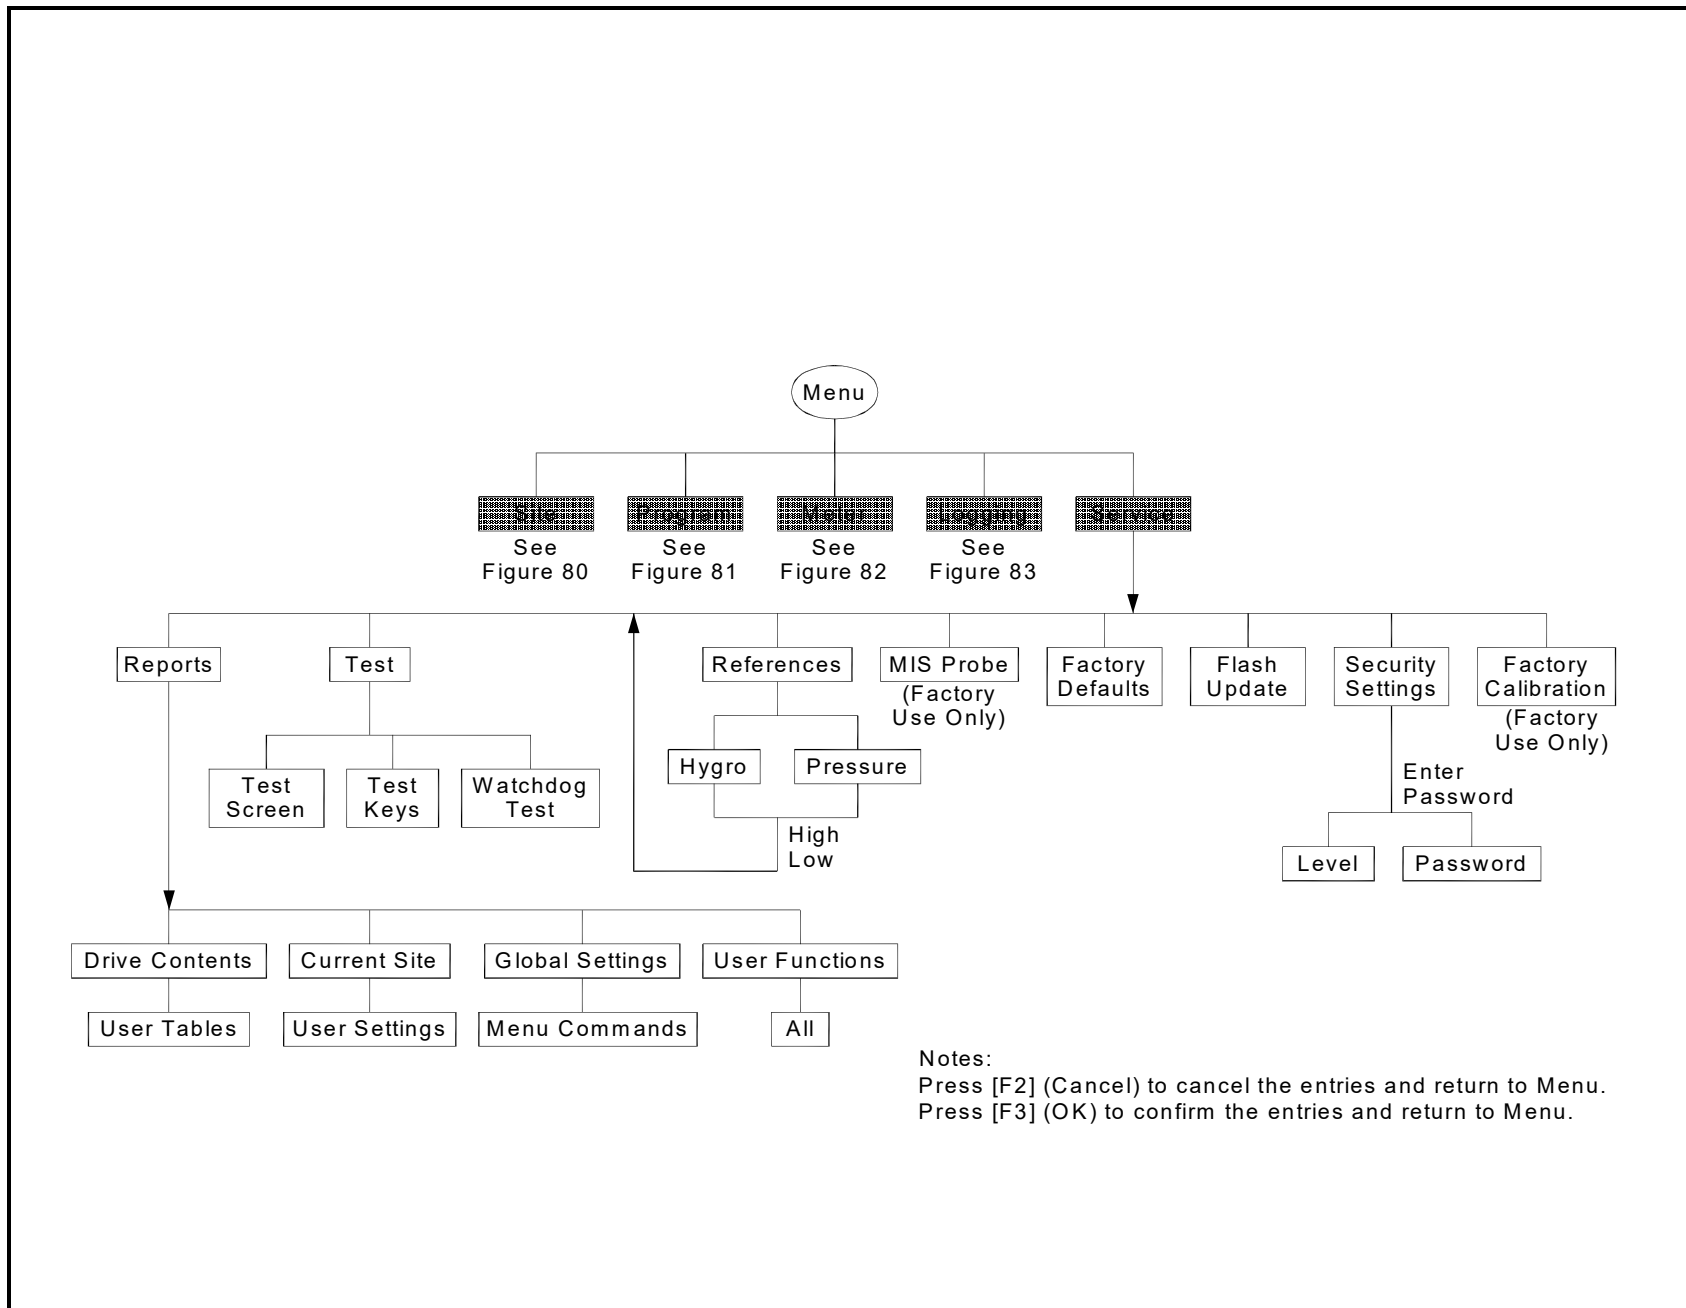 Menu
See
Figure 80
See
Figure 81
See
Figure 82
See
Figure 83
Reports
Test
References
MIS Probe
(Factory
Use Only)
Factory
Defaults
Flash
Update
Security
Settings
Factory
Calibration
(Factory
Use Only)
Test
Screen
Test
Keys
Watchdog
Test
Hygro
Pressure
High
Low
Enter
Password
Level
Password
Drive Contents
Current Site
Global Settings
User Functions
User Tables
User Settings
Menu Commands
All
Notes:
Press [F2] (Cancel) to cancel the entries and return to Menu.
Press [F3] (OK) to confirm the entries and return to Menu.